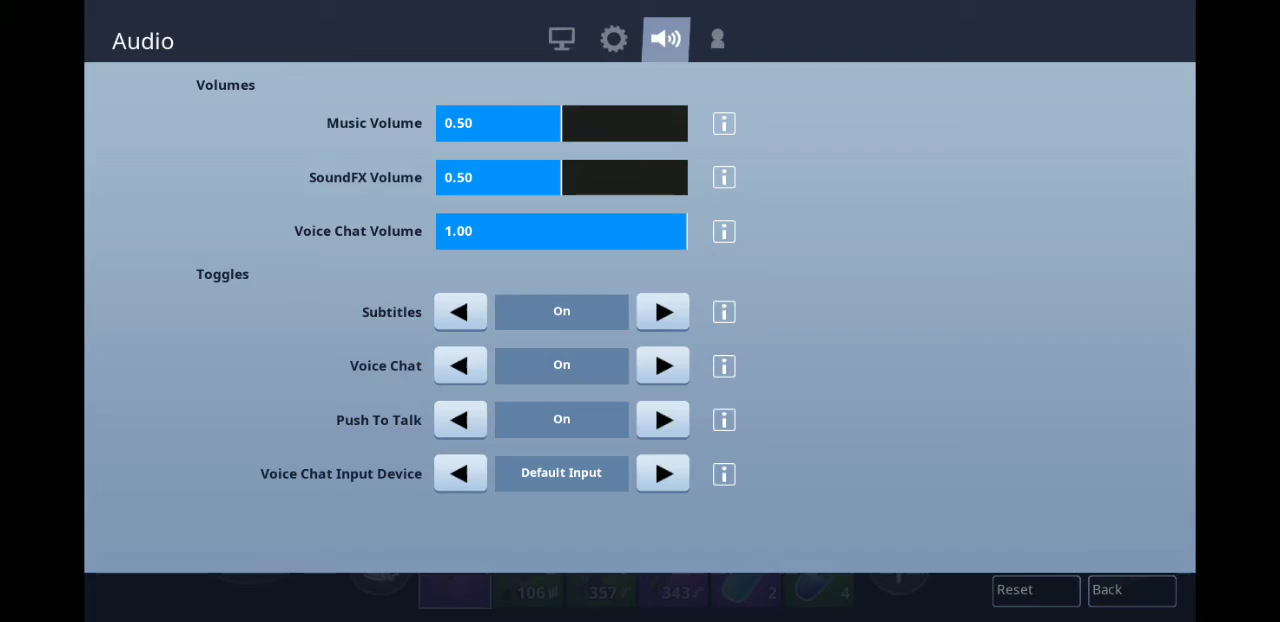 Audio
Volumes
Music Volume 0.50
SoundFX Volume 0.50
Voice Chat Volume 1.00
Toggles
Subtitles On
Voice Chat On
Push To Talk On
Voice Chat Input Device Default Input
106 357 343 2 4
Reset Back